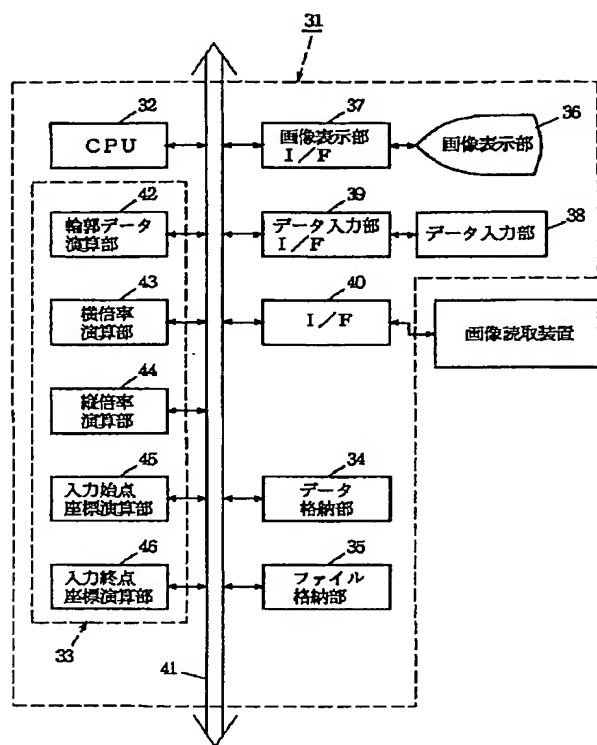 31
32
CPU
37
画像表示部
I/F
36
画像表示部
42
輪郭データ
演算部
39
データ入力部
I/F
38
データ入力部
43
横倍率
演算部
40
I/F
画像読取装置
44
縦倍率
演算部
45
入力始点
座標演算部
34
データ
格納部
46
入力終点
座標演算部
35
ファイル
格納部
33
41